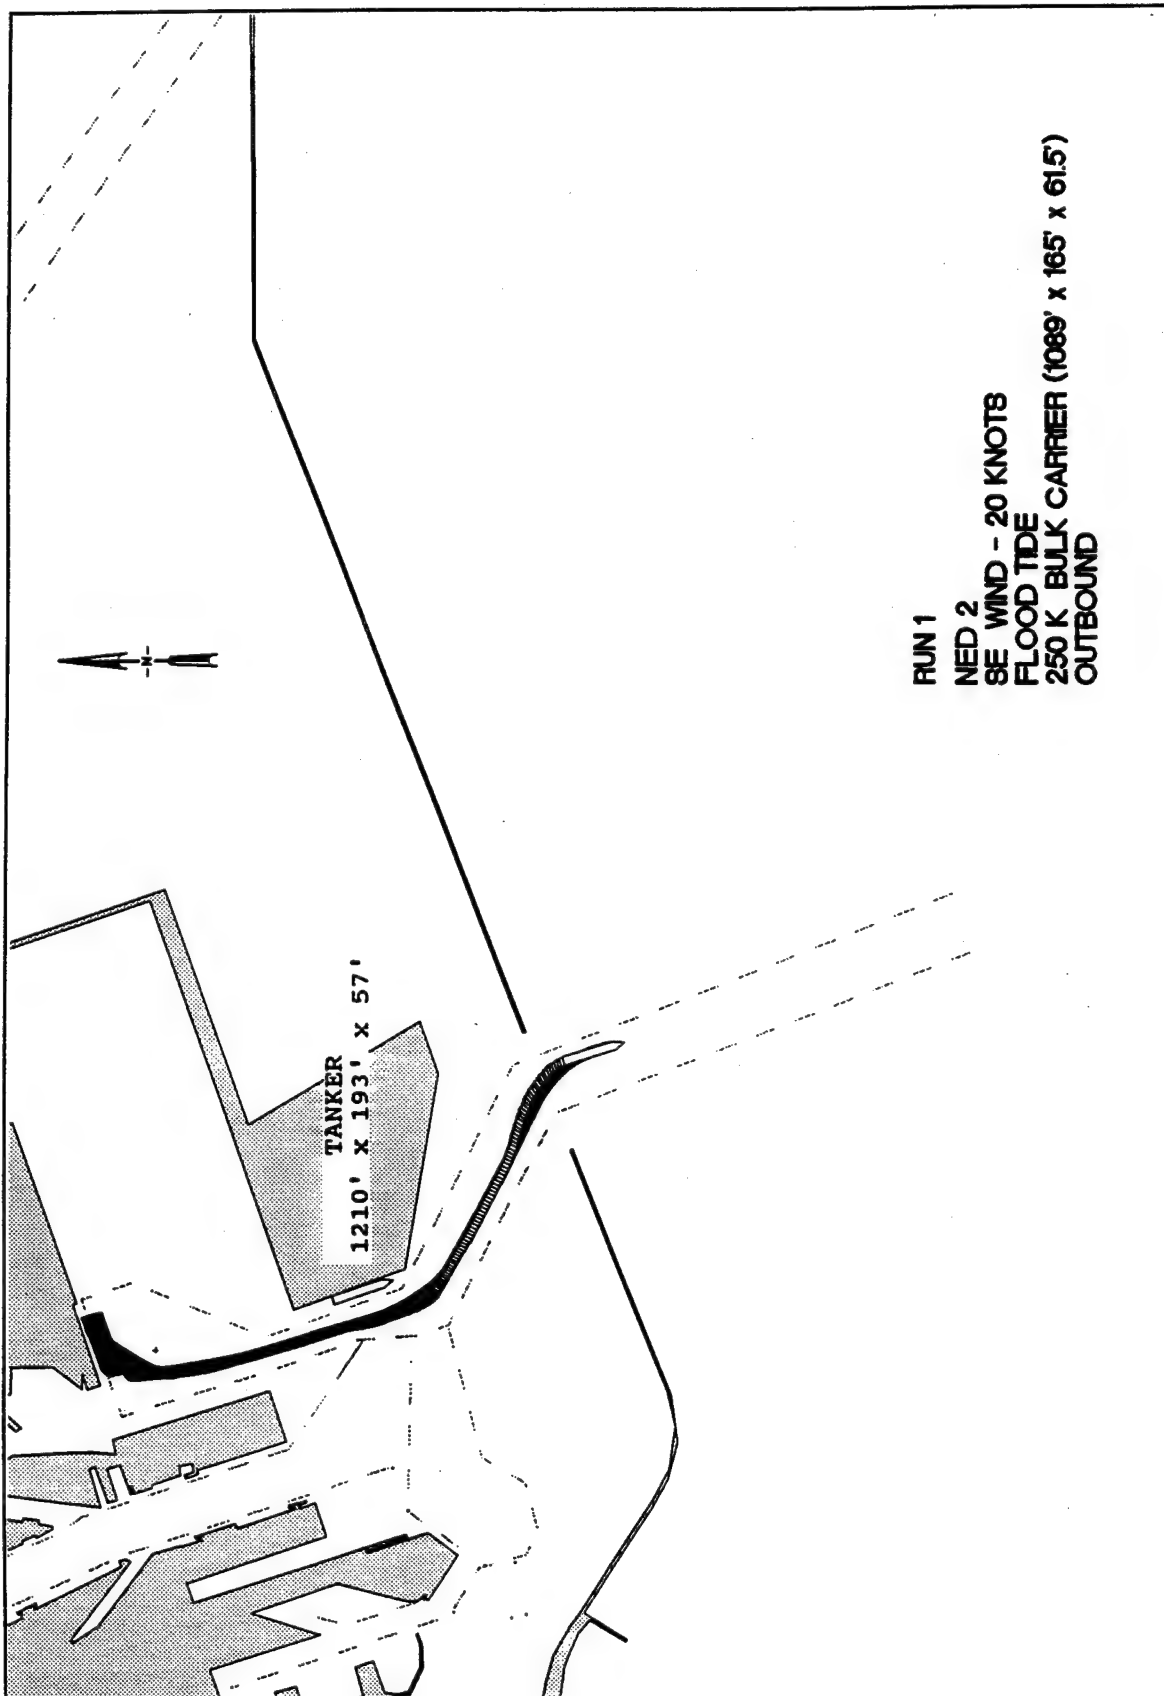 TANKER
1210' x 193' x 57'
N
RUN 1
NED 2
SE WIND - 20 KNOTS
FLOOD TIDE
250 K BULK CARRIER (1089' x 165' x 61.5')
OUTBOUND